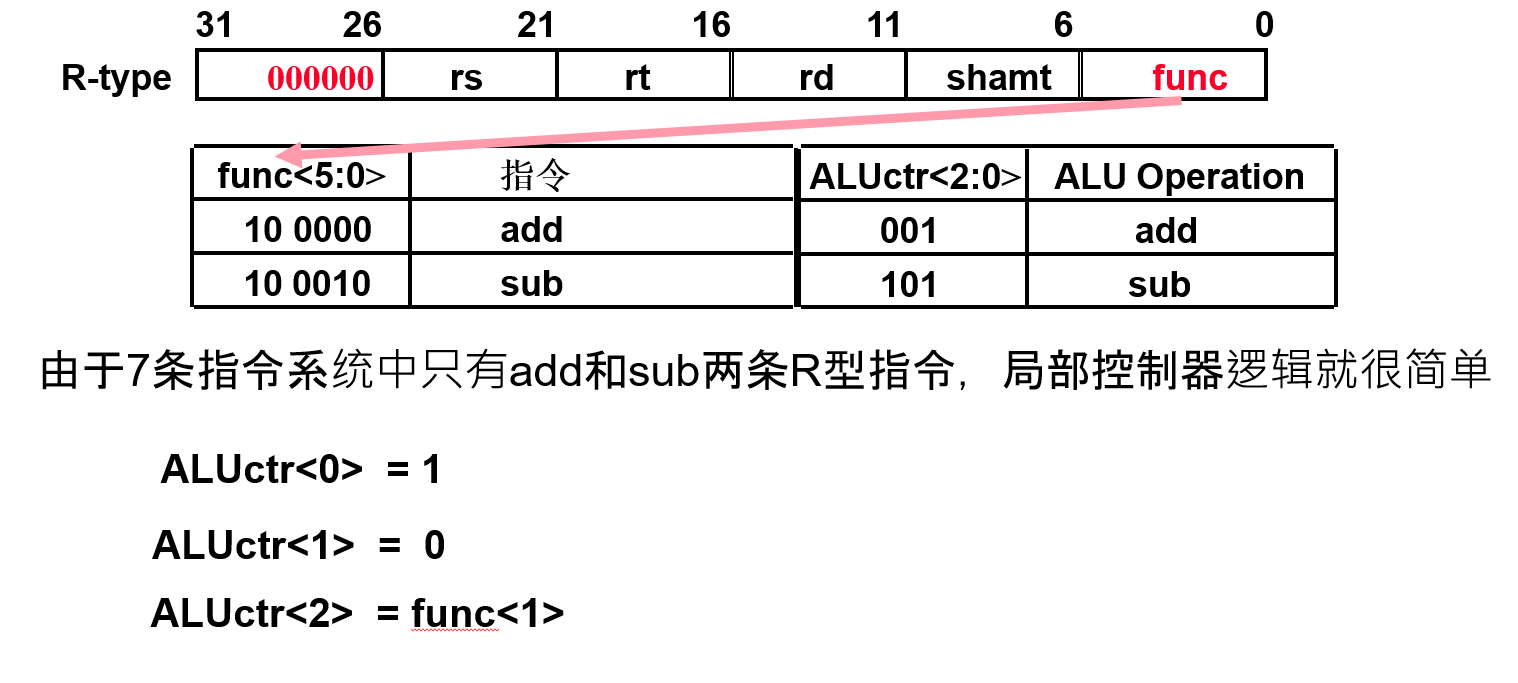 31 26 21 16 11 6 0
R-type 000000 rs rt rd shamt func
func<5:0> 指令 ALUctr<2:0> ALU Operation
10 0000 add 001 add
10 0010 sub 101 sub
由于7条指令系统中只有add和sub两条R型指令，局部控制器逻辑就很简单
ALUctr<0> = 1
ALUctr<1> = 0
ALUctr<2> = func<1>